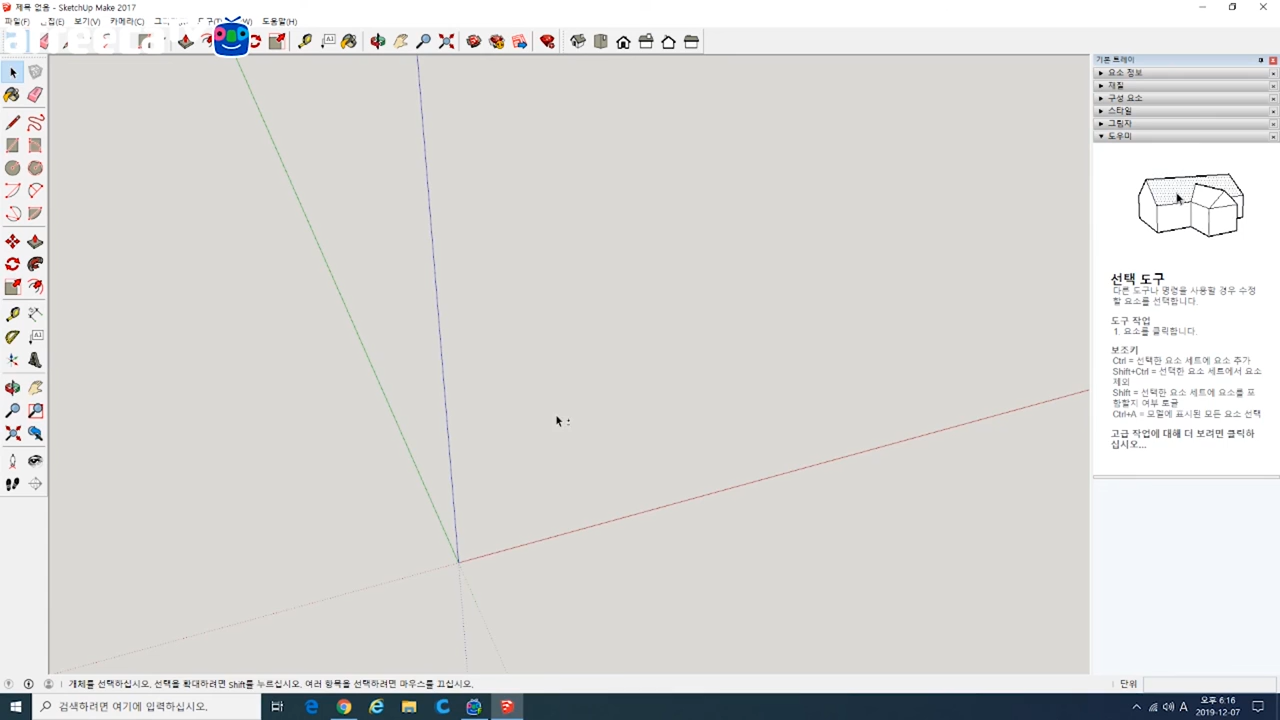 제목 없음 - SketchUp Make 2017
파일(F) 편집(E) 보기(V) 카메라(C) 도움말(H)
기본 트레이
요소 정보
재질
구성 요소
스타일
그림자
도우미
선택 도구
다른 도구나 명령을 사용할 경우 수정
할 요소를 선택합니다.
도구 작업
1. 요소를 클릭합니다.
보조키
Ctrl = 선택한 요소 세트에 요소 추가
Shift+Ctrl = 선택한 요소 세트에서 요소
제외
Shift = 선택한 요소 세트에 요소를 포
함할지 여부 토글
Ctrl+A = 모델에 표시된 모든 요소 선택
고급 작업에 대해 더 보려면 클릭하
십시오...
개체를 선택하십시오. 선택을 확대하려면 Shift를 누르십시오. 여러 항목을 선택하려면 마우스를 끄십시오.
단위
검색하려면 여기에 입력하십시오.
A
오후 6:16
2019-12-07